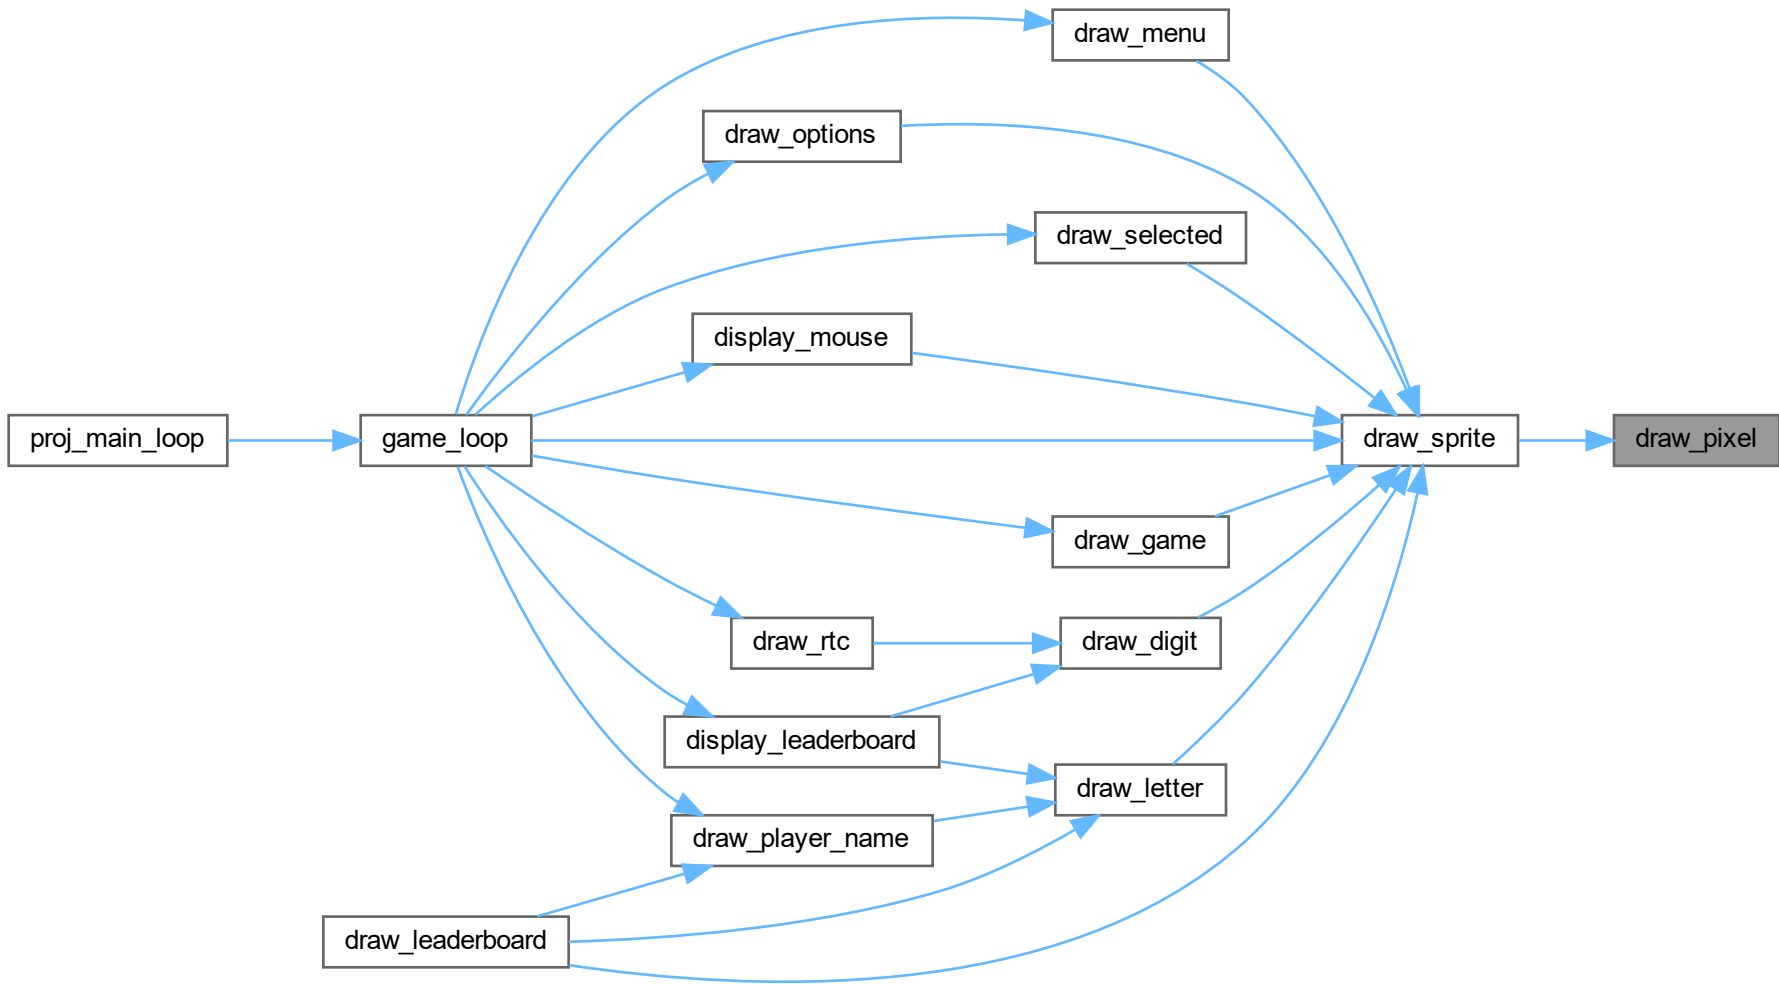 draw_menu
draw_options
draw_selected
display_mouse
proj_main_loop
game_loop
draw_sprite
draw_pixel
draw_game
draw_rtc
draw_digit
display_leaderboard
draw_letter
draw_player_name
draw_leaderboard